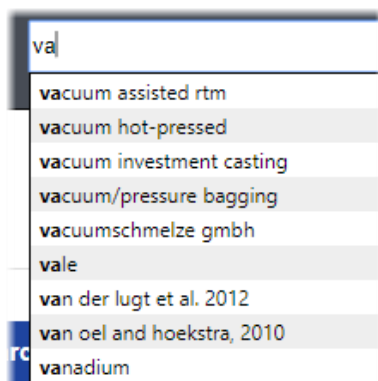 va
vacuum assisted rtm
vacuum hot-pressed
vacuum investment casting
vacuum/pressure bagging
vacuumschmelze gmbh
vale
van der lugt et al. 2012
van oel and hoekstra, 2010
vanadium